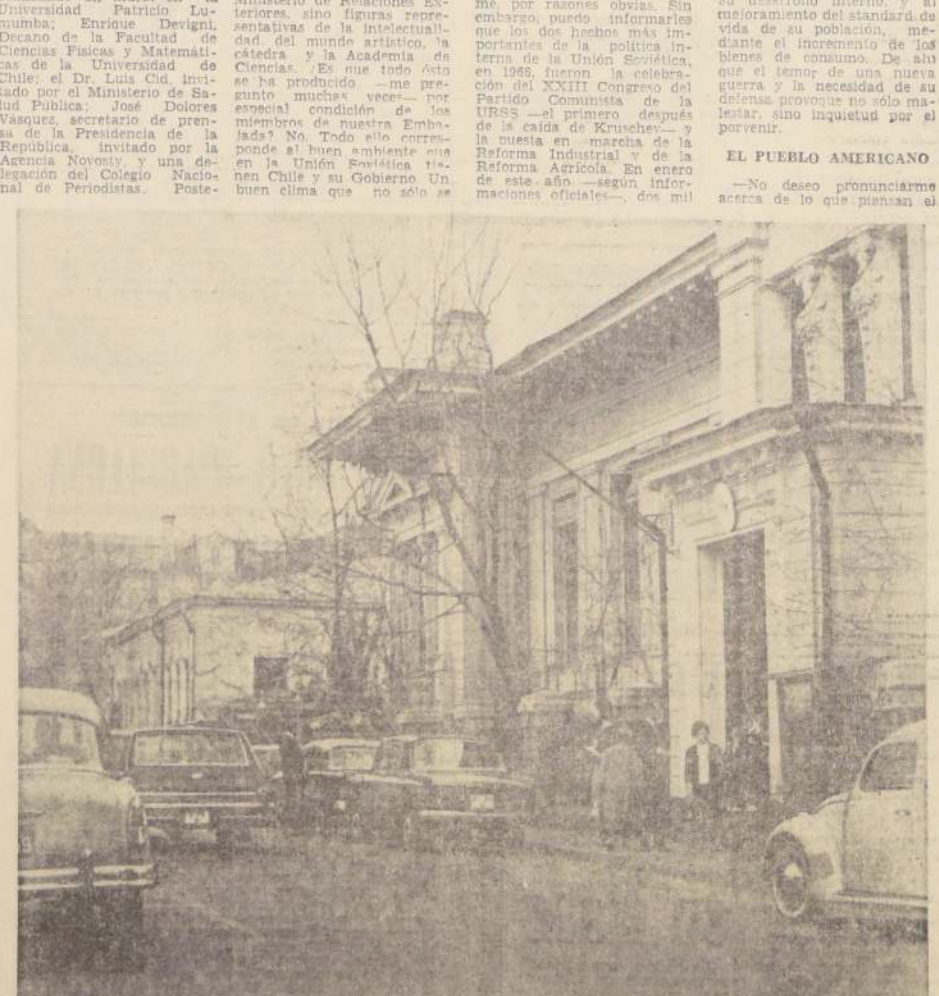 Universidad Patricio Lu-
mumba; Enrique Devigni,
Decano de la Facultad de
Ciencias Físicas y Matemáti-
cas de la Universidad de
Chile; el Dr. Luis Cid, invi-
tado por el Ministerio de Sa-
lud Pública; José Dolores
Vásquez, secretario de pren-
sa de la Presidencia de la
República, invitado por la
Agencia Novosty, y una de-
legación del Colegio Nacio-
nal de Periodistas. Poste-
Ministerio de Relaciones Ex-
teriores, sino figuras repre-
sentativas de la intelectuali-
dad, del mundo artístico, la
cátedra y la Academia de
Ciencias. ¿Es que todo ésto
se ha producido —me pre-
gunto muchas veces— por
especial condición de los
miembros de nuestra Emba-
jada? No. Todo ello corres-
ponde al buen ambiente que
en la Unión Soviética tie-
nen Chile y su Gobierno. Un
buen clima que no sólo se
me, por razones obvias. Sin
embargo, puedo informarles
que los dos hechos más im-
portantes de la política in-
terna de la Unión Soviética,
en 1966, fueron la celebra-
ción del XXIII Congreso del
Partido Comunista de la
URSS —el primero después
de la caída de Kruschev— y
la puesta en marcha de la
Reforma Industrial y de la
Reforma Agrícola. En enero
de este año —según infor-
maciones oficiales—, dos mil
su desarrollo interno, y al
mejoramiento del standard de
vida de su población, me-
diante el incremento de los
bienes de consumo. De ahí
que el temor de una nueva
guerra y la necesidad de su
defensa provoque no sólo ma-
lestar, sino inquietud por el
porvenir.
EL PUEBLO AMERICANO
—No deseo pronunciarme
acerca de lo que piensan el